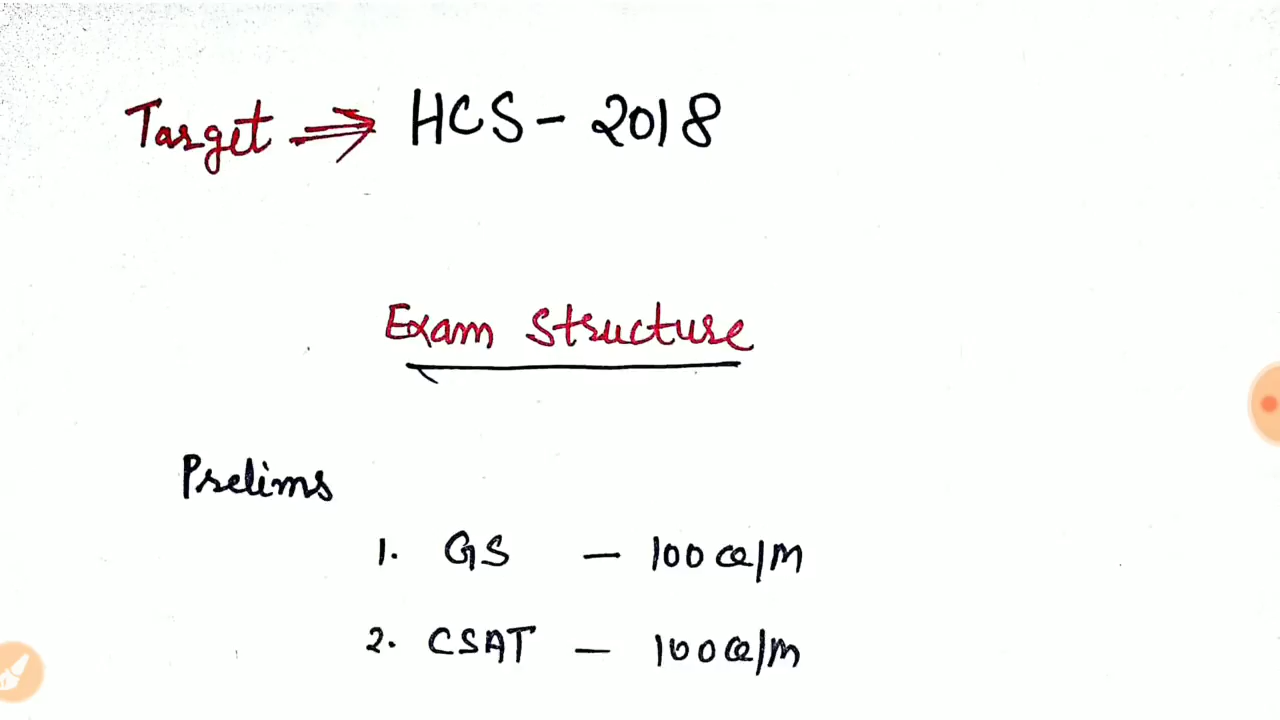 Target ⇒ HCS - 2018
Exam Structure
Prelims
1. GS - 100 Q/M
2. CSAT - 100 Q/M